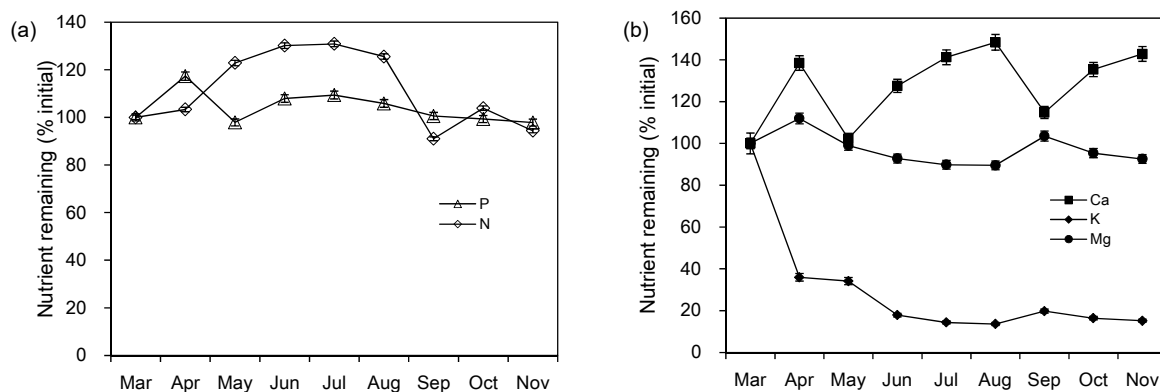 (a)
Nutrient remaining (% initial)
140
120
100
80
60
40
20
0
P
N
Mar Apr May Jun Jul Aug Sep Oct Nov
(b)
Nutrient remaining (% initial)
160
140
120
100
80
60
40
20
0
Ca
K
Mg
Mar Apr May Jun Jul Aug Sep Oct Nov